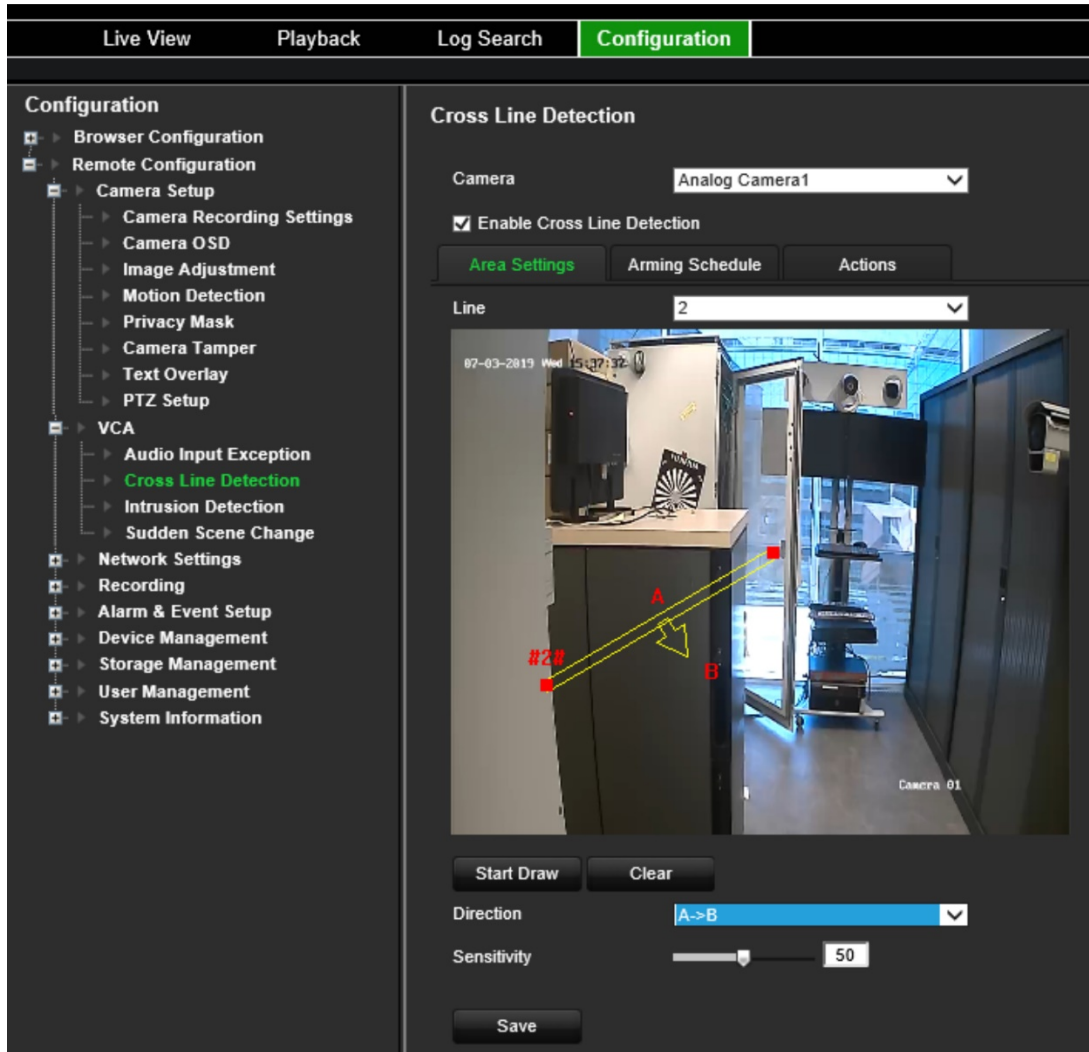 Live View Playback Log Search Configuration
Configuration
Browser Configuration
Remote Configuration
Camera Setup
Camera Recording Settings
Camera OSD
Image Adjustment
Motion Detection
Privacy Mask
Camera Tamper
Text Overlay
PTZ Setup
VCA
Audio Input Exception
Cross Line Detection
Intrusion Detection
Sudden Scene Change
Network Settings
Recording
Alarm & Event Setup
Device Management
Storage Management
User Management
System Information
Cross Line Detection
Camera Analog Camera1
Enable Cross Line Detection
Area Settings Arming Schedule Actions
Line 2
07-03-2019 Wed 15:37:37
A
#2#
B
Camera 01
Start Draw Clear
Direction A->B
Sensitivity 50
Save